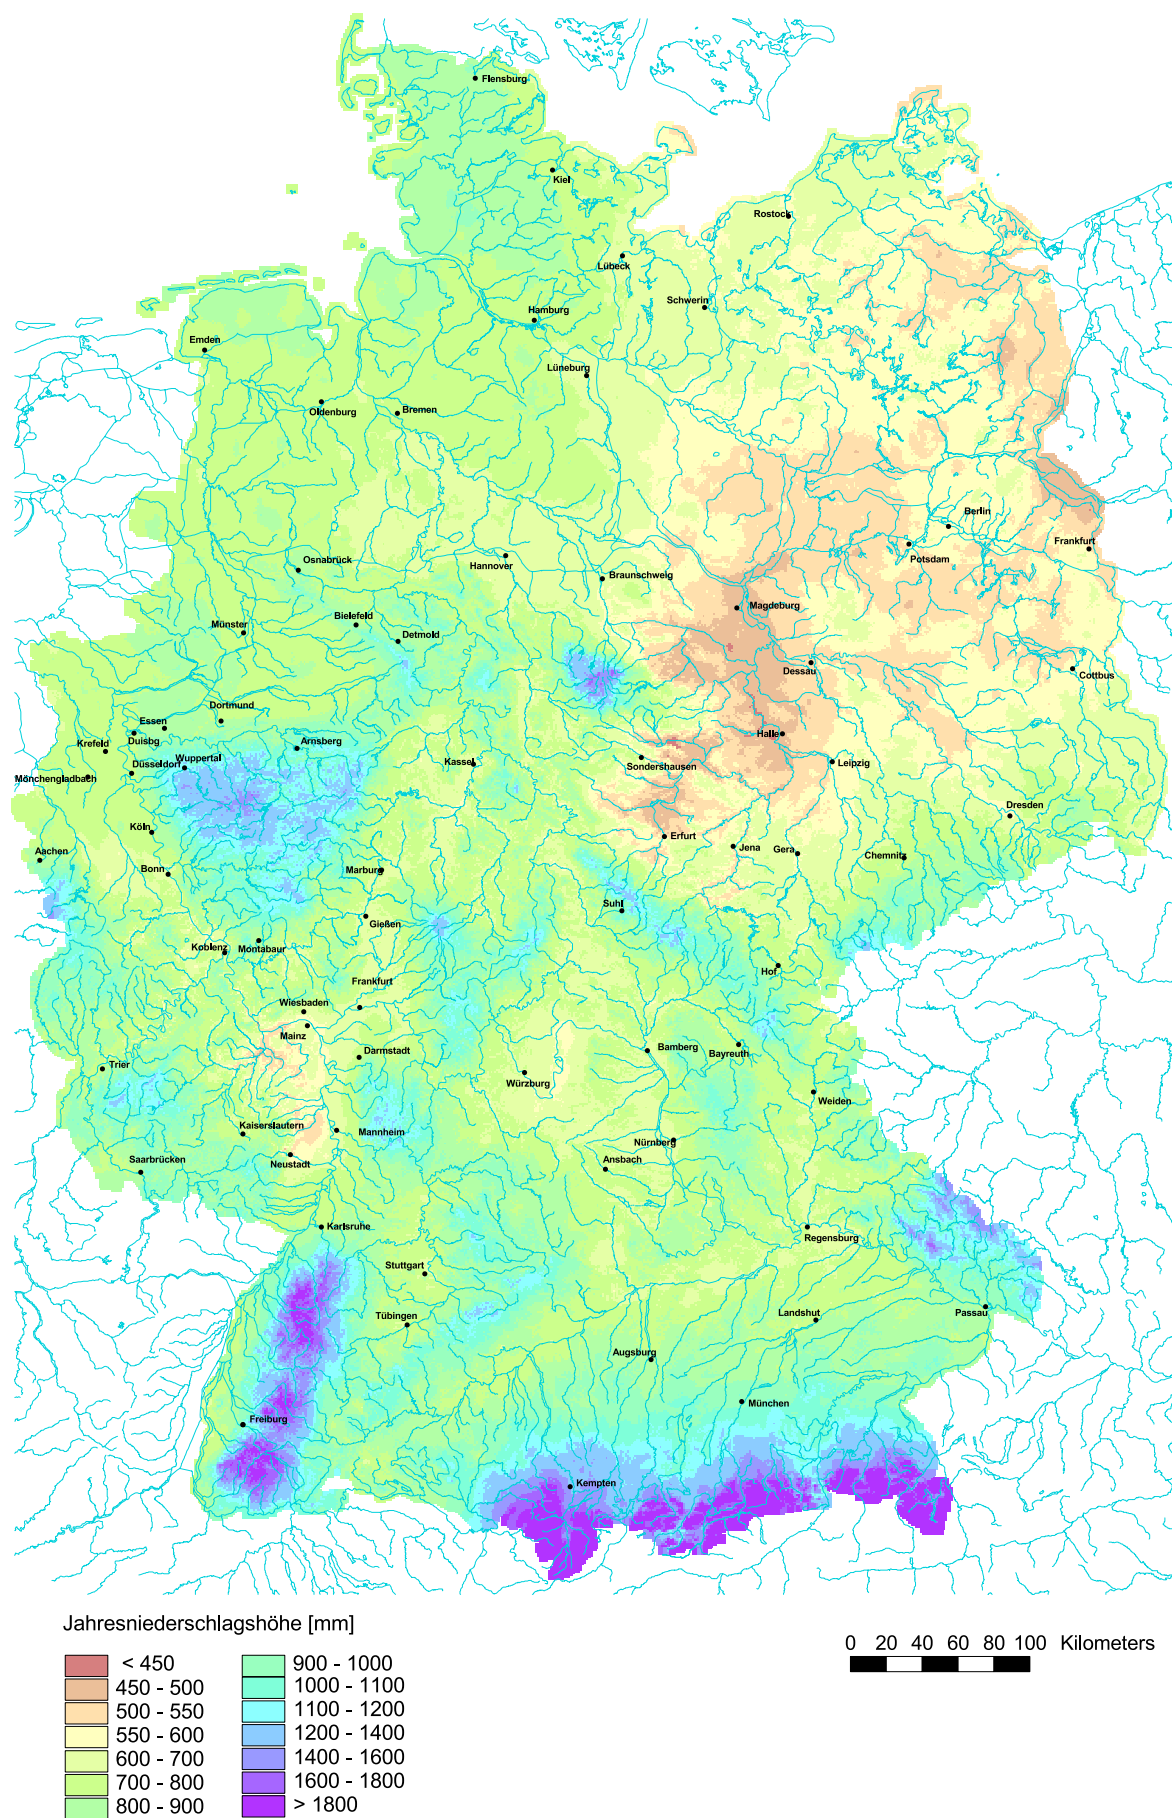 Flensburg
Kiel
Rostock
Lübeck
Schwerin
Hamburg
Emden
Lüneburg
Oldenburg
Bremen
Berlin
Frankfurt
Potsdam
Osnabrück
Hannover
Braunschweig
Magdeburg
Bielefeld
Münster
Detmold
Dessau
Cottbus
Dortmund
Essen
Duisbg
Krefeld
Arnsberg
Halle
Wuppertal
Düsseldorf
Kassel
Sondershausen
Leipzig
Mönchengladbach
Dresden
Köln
Erfurt
Jena
Gera
Chemnitz
Aachen
Bonn
Marburg
Suhl
Gießen
Koblenz
Montabaur
Hof
Frankfurt
Wiesbaden
Mainz
Darmstadt
Bamberg
Bayreuth
Trier
Würzburg
Weiden
Kaiserslautern
Mannheim
Nürnberg
Saarbrücken
Neustadt
Ansbach
Karlsruhe
Regensburg
Stuttgart
Tübingen
Landshut
Passau
Augsburg
München
Freiburg
Kempten
Jahresniederschlagshöhe [mm]
< 450
450 - 500
500 - 550
550 - 600
600 - 700
700 - 800
800 - 900
900 - 1000
1000 - 1100
1100 - 1200
1200 - 1400
1400 - 1600
1600 - 1800
> 1800
0 20 40 60 80 100 Kilometers